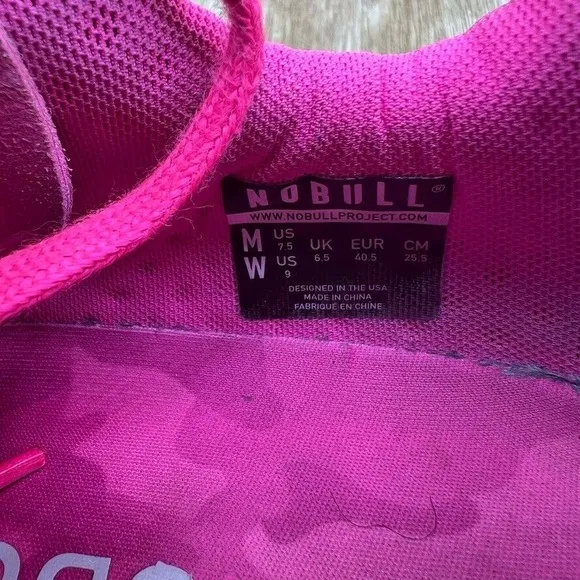 NOBULL®
WWW.NOBULLPROJECT.COM
M US 7.5 UK 6.5 EUR 40.5 CM 25.5
W US 9
DESIGNED IN THE USA
MADE IN CHINA
FABRIQUÉ EN CHINE